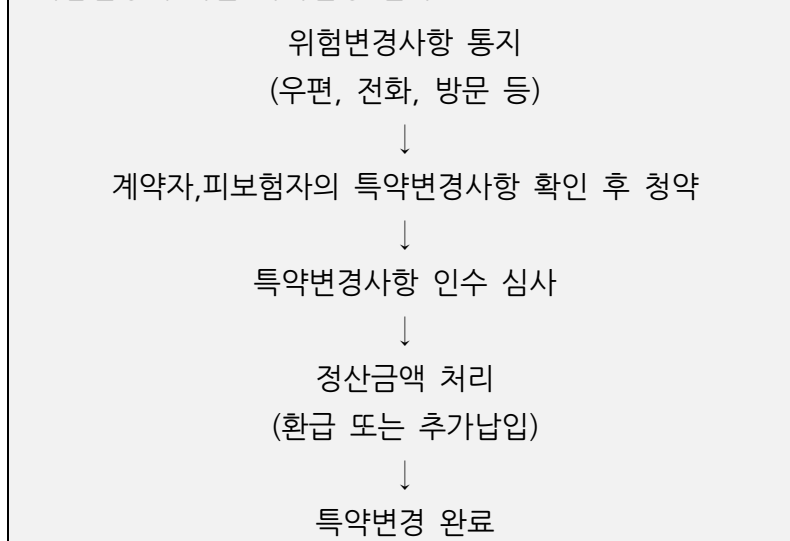 위험변경사항 통지
(우편, 전화, 방문 등)
↓
계약자,피보험자의 특약변경사항 확인 후 청약
↓
특약변경사항 인수 심사
↓
정산금액 처리
(환급 또는 추가납입)
↓
특약변경 완료